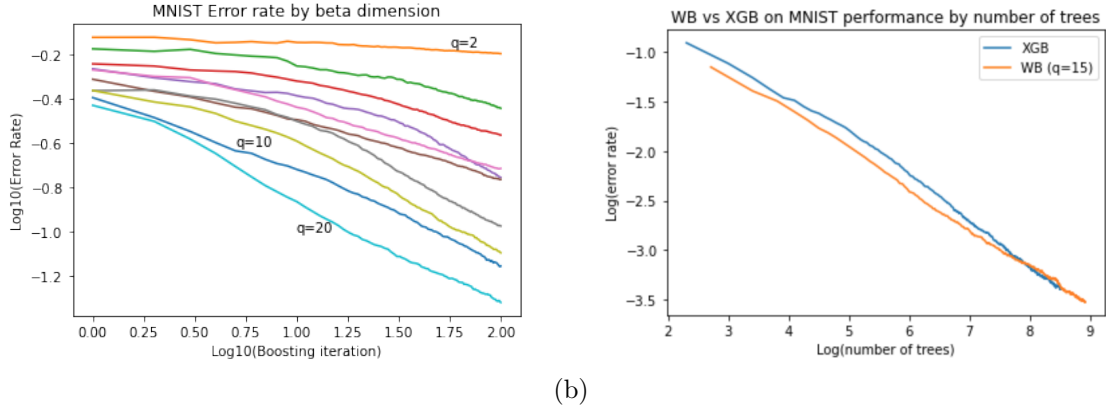 MNIST Error rate by beta dimension
Log10(Error Rate)
−0.2
−0.4
−0.6
−0.8
−1.0
−1.2
q=2
q=10
q=20
0.00 0.25 0.50 0.75 1.00 1.25 1.50 1.75 2.00
Log10(Boosting iteration)
WB vs XGB on MNIST performance by number of trees
Log(error rate)
−1.0
−1.5
−2.0
−2.5
−3.0
−3.5
XGB
WB (q=15)
2 3 4 5 6 7 8 9
Log(number of trees)
(b)